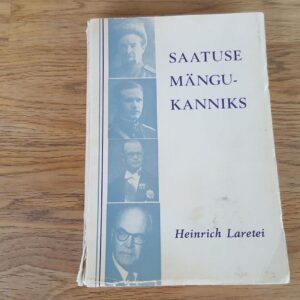 SAATUSE
MÄNGU-
KANNIKS
Heinrich Laretei